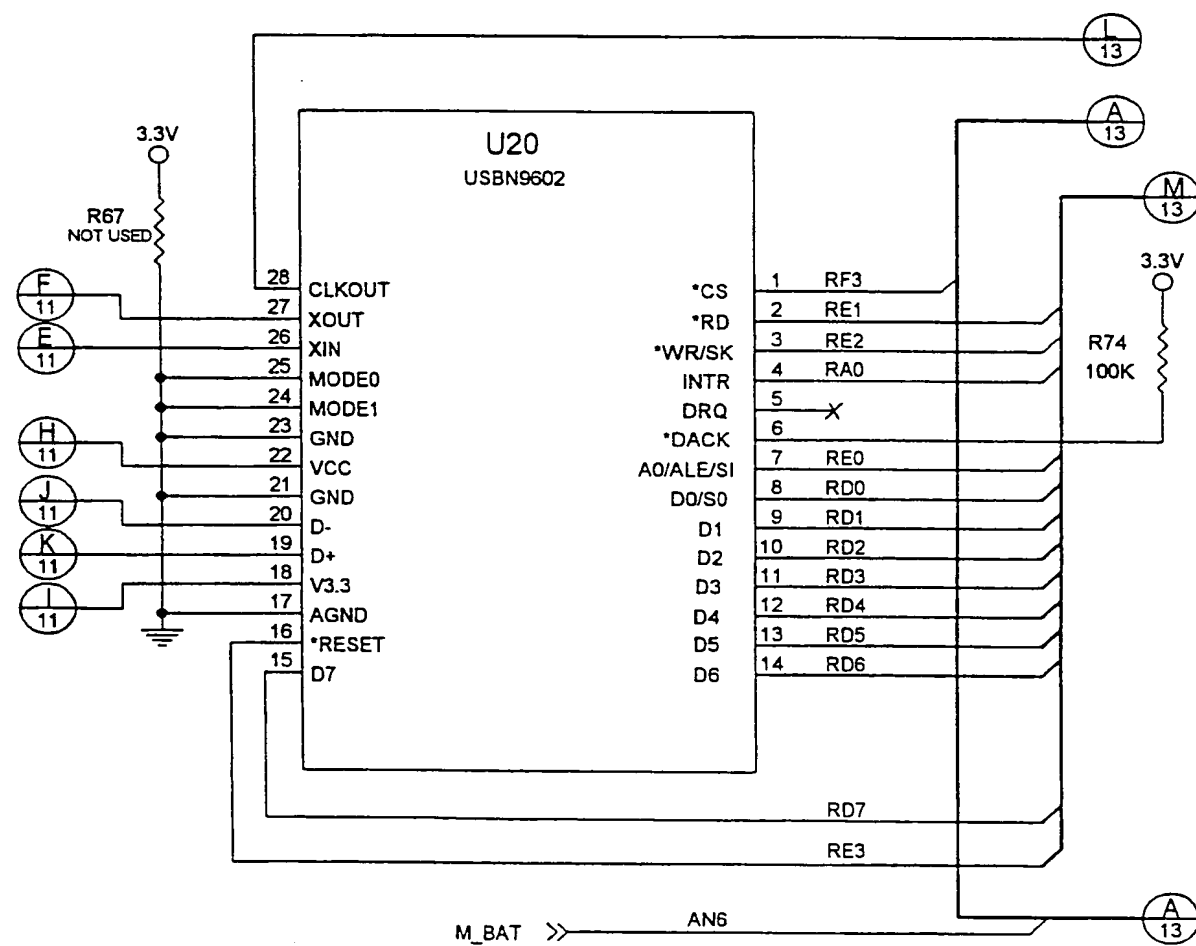 L
13
A
13
3.3V
U20
USBN9602
M
13
R67
NOT USED
3.3V
F
11
28 CLKOUT
*CS 1 RF3
27 XOUT
*RD 2 RE1
E
11
26 XIN
*WR/SK 3 RE2
R74
100K
25 MODE0
INTR 4 RA0
24 MODE1
DRQ 5
H
11
23 GND
*DACK 6
22 VCC
A0/ALE/SI 7 RE0
J
11
21 GND
D0/S0 8 RD0
20 D-
D1 9 RD1
K
11
19 D+
D2 10 RD2
18 V3.3
D3 11 RD3
I
11
17 AGND
D4 12 RD4
16 *RESET
D5 13 RD5
15 D7
D6 14 RD6
RD7
RE3
M_BAT
AN6
A
13